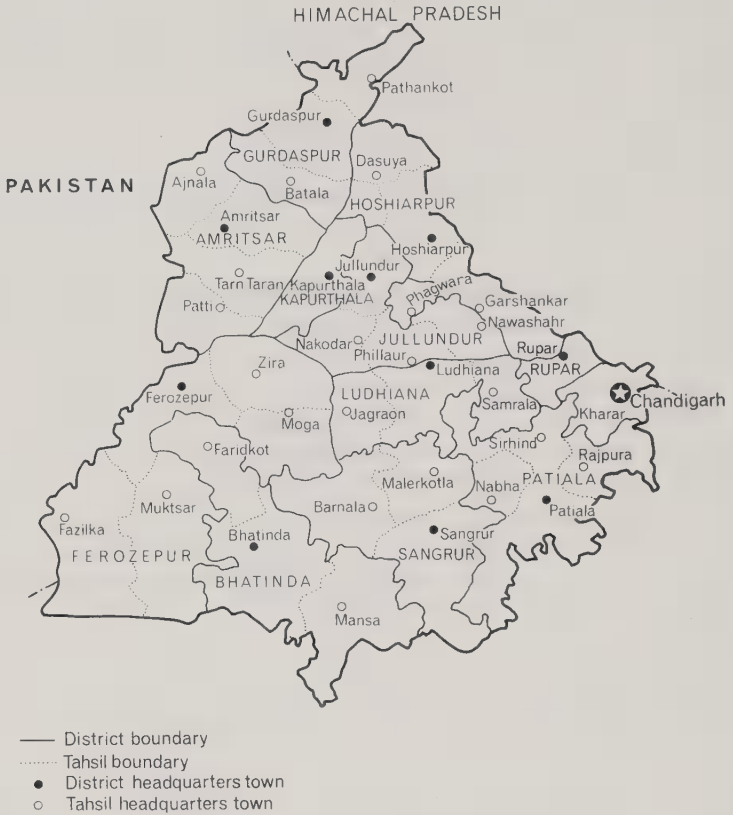 HIMACHAL PRADESH
Pathankot
Gurdaspur
GURDASPUR
Dasuya
PAKISTAN
Ajnala
Batala
HOSHIARPUR
Amritsar
AMRITSAR
Hoshiarpur
Jullundur
Tarn Taran
Kapurthala
KAPURTHALA
Phagwara
Patti
Garshankar
Nawashahr
Nakodar
JULLUNDUR
Phillaur
Rupar
RUPAR
Zira
Ludhiana
Ferozepur
LUDHIANA
Samrala
Chandigarh
Moga
Jagraon
Kharar
Sirhind
Faridkot
Rajpura
Malerkotla
PATIALA
Muktsar
Barnala
Nabha
Patiala
Fazilka
Bhatinda
Sangrur
FEROZEPUR
SANGRUR
BHATINDA
Mansa
District boundary
Tahsil boundary
District headquarters town
Tahsil headquarters town